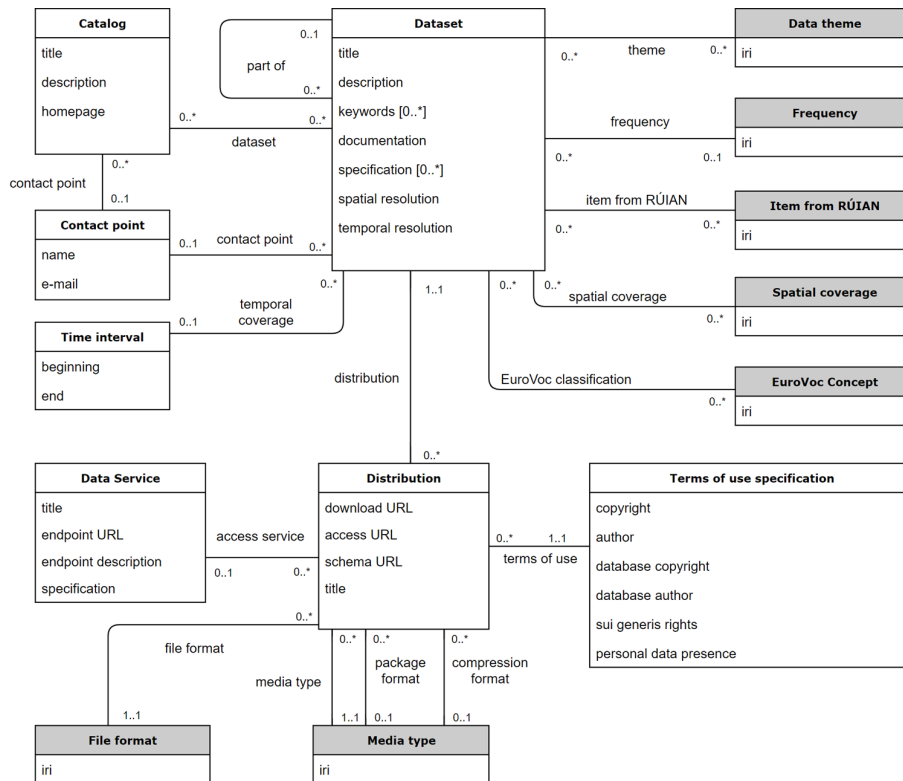 Catalog
title
description
homepage
Dataset
title
description
keywords [0..*]
documentation
specification [0..*]
spatial resolution
temporal resolution
0..1
part of
0..*
Data theme
iri
0..*
theme
0..*
Frequency
iri
frequency
0..*
0..1
0..*
dataset
0..*
0..*
contact point
0..1
Item from RÚIAN
iri
item from RÚIAN
0..*
0..*
Contact point
name
e-mail
0..1
contact point
0..*
Spatial coverage
iri
0..*
spatial coverage
0..*
Time interval
beginning
end
0..1
temporal
coverage
0..*
EuroVoc Concept
iri
0..*
EuroVoc classification
0..*
1..1
distribution
0..*
Data Service
title
endpoint URL
endpoint description
specification
access service
0..1
0..*
Distribution
download URL
access URL
schema URL
title
0..*
1..1
terms of use
Terms of use specification
copyright
author
database copyright
database author
sui generis rights
personal data presence
0..*
file format
1..1
0..*
media type
1..1
0..*
package
format
0..1
0..*
compression
format
0..1
File format
iri
Media type
iri